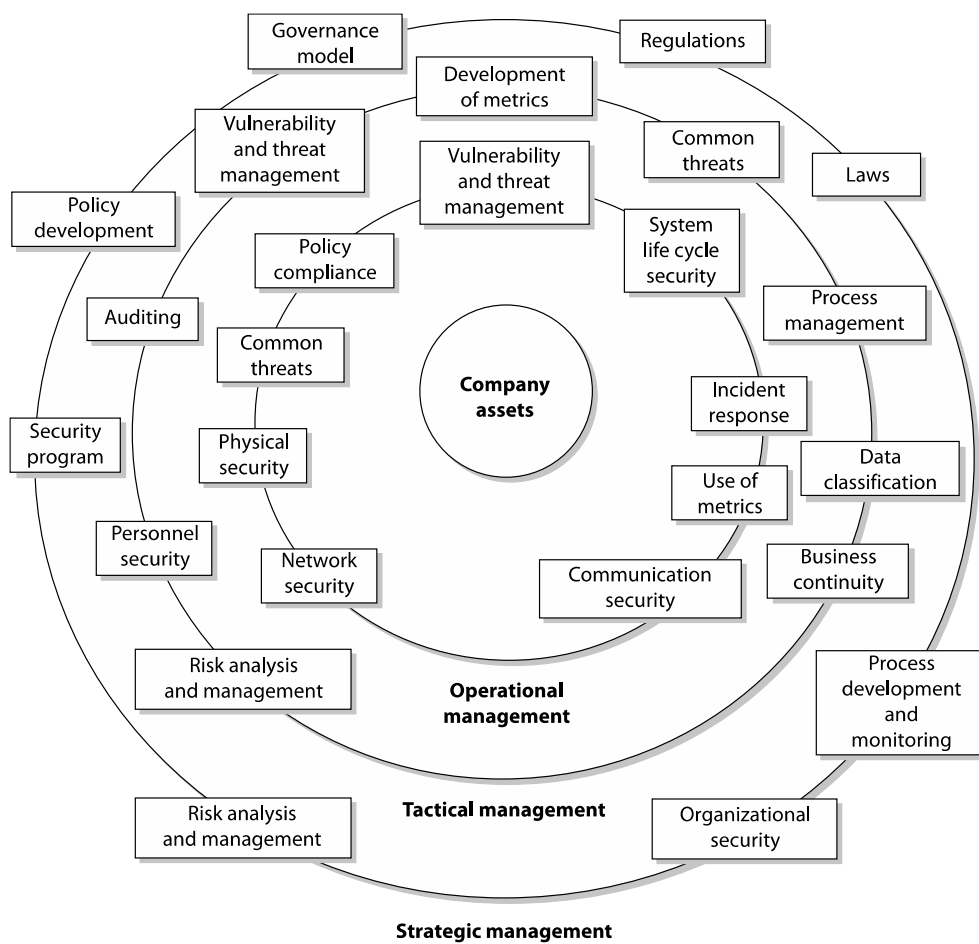 Governance
model
Regulations
Development
of metrics
Vulnerability
and threat
management
Common
threats
Vulnerability
and threat
management
Laws
Policy
development
System
life cycle
security
Policy
compliance
Auditing
Process
management
Common
threats
Company
assets
Incident
response
Security
program
Physical
security
Data
classification
Use of
metrics
Personnel
security
Network
security
Communication
security
Business
continuity
Risk analysis
and management
Process
development
and
monitoring
Operational
management
Tactical management
Risk analysis
and management
Organizational
security
Strategic management